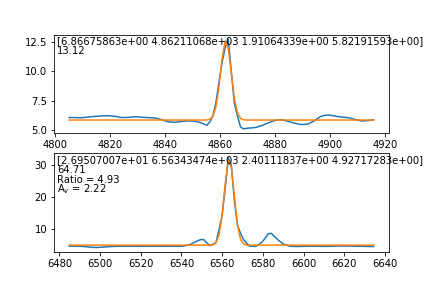 [6.86675863e+00 4.86211068e+03 1.91064339e+00 5.82191593e+00]
13.12
12.5
10.0
7.5
5.0
4800 4820 4840 4860 4880 4900 4920
[2.69507007e+01 6.56343474e+03 2.40111837e+00 4.92717283e+00]
64.71
Ratio = 4.93
Aν = 2.22
30
20
10
6480 6500 6520 6540 6560 6580 6600 6620 6640